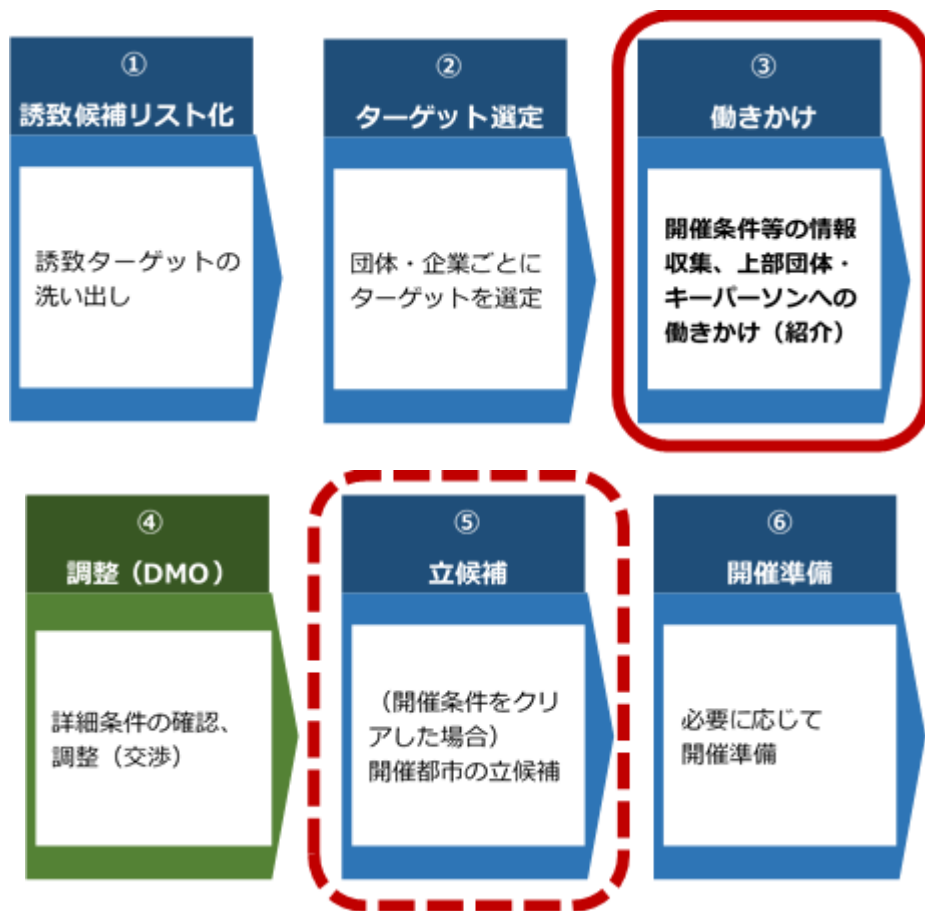 ①
誘致候補リスト化
誘致ターゲットの
洗い出し
②
ターゲット選定
団体・企業ごとに
ターゲットを選定
③
働きかけ
開催条件等の情報
収集、上部団体・
キーパーソンへの
働きかけ（紹介）
④
調整（DMO）
詳細条件の確認、
調整（交渉）
⑤
立候補
（開催条件をクリ
アした場合）
開催都市の立候補
⑥
開催準備
必要に応じて
開催準備